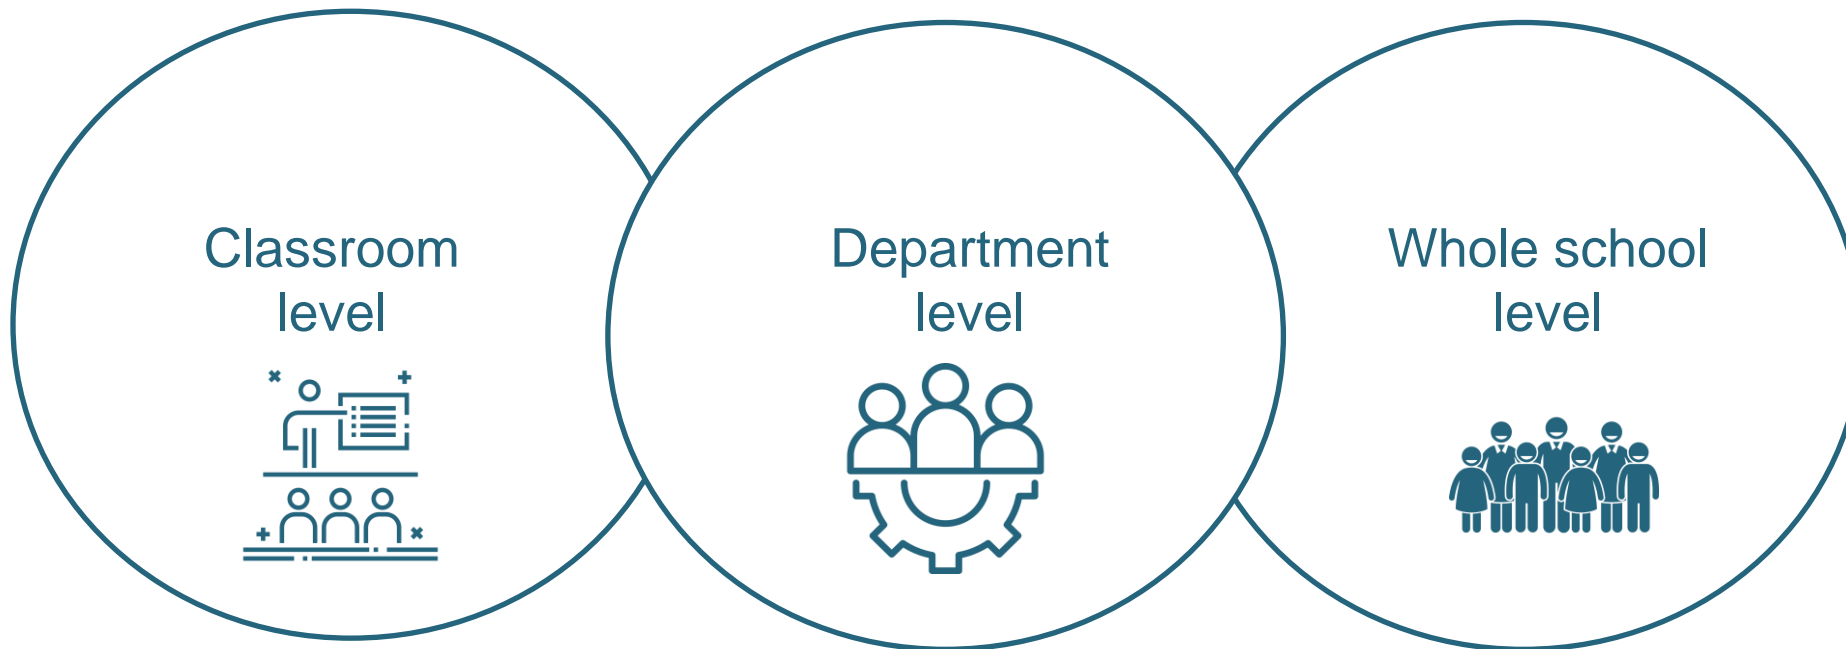 Classroom
level
Department
level
Whole school
level